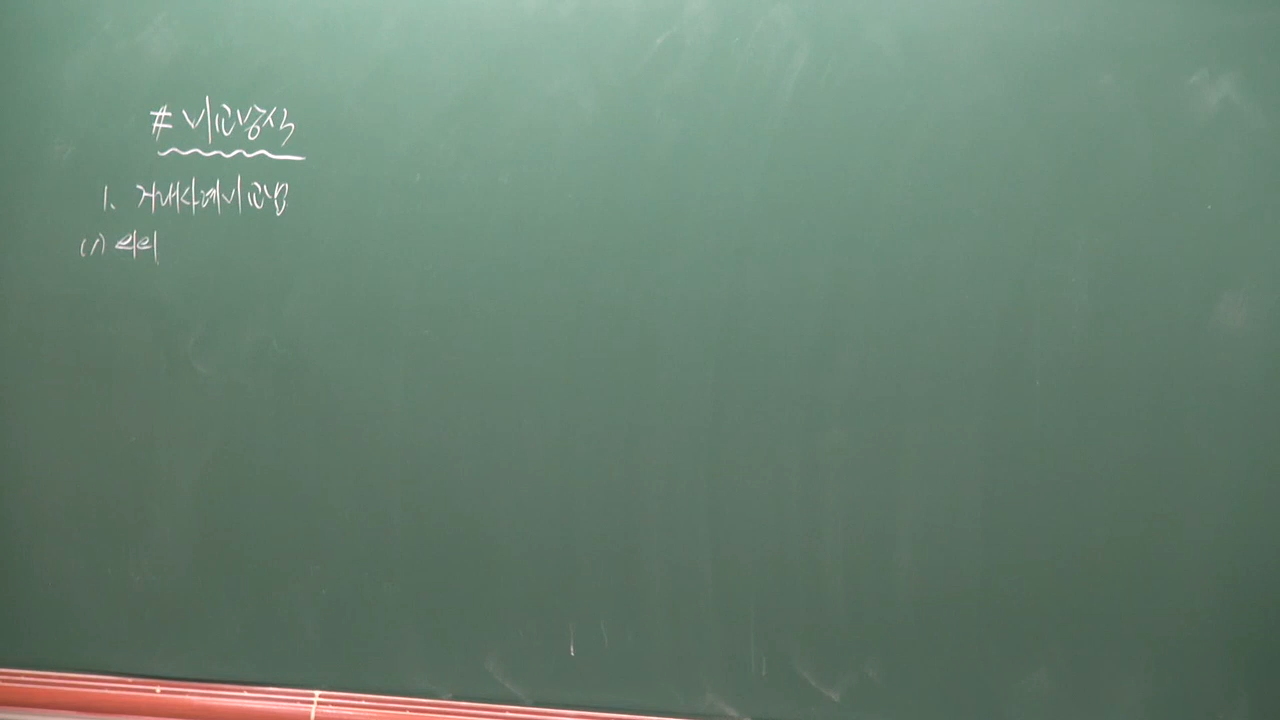 # 비교방식
1. 거래사례비교법
(1) 의의